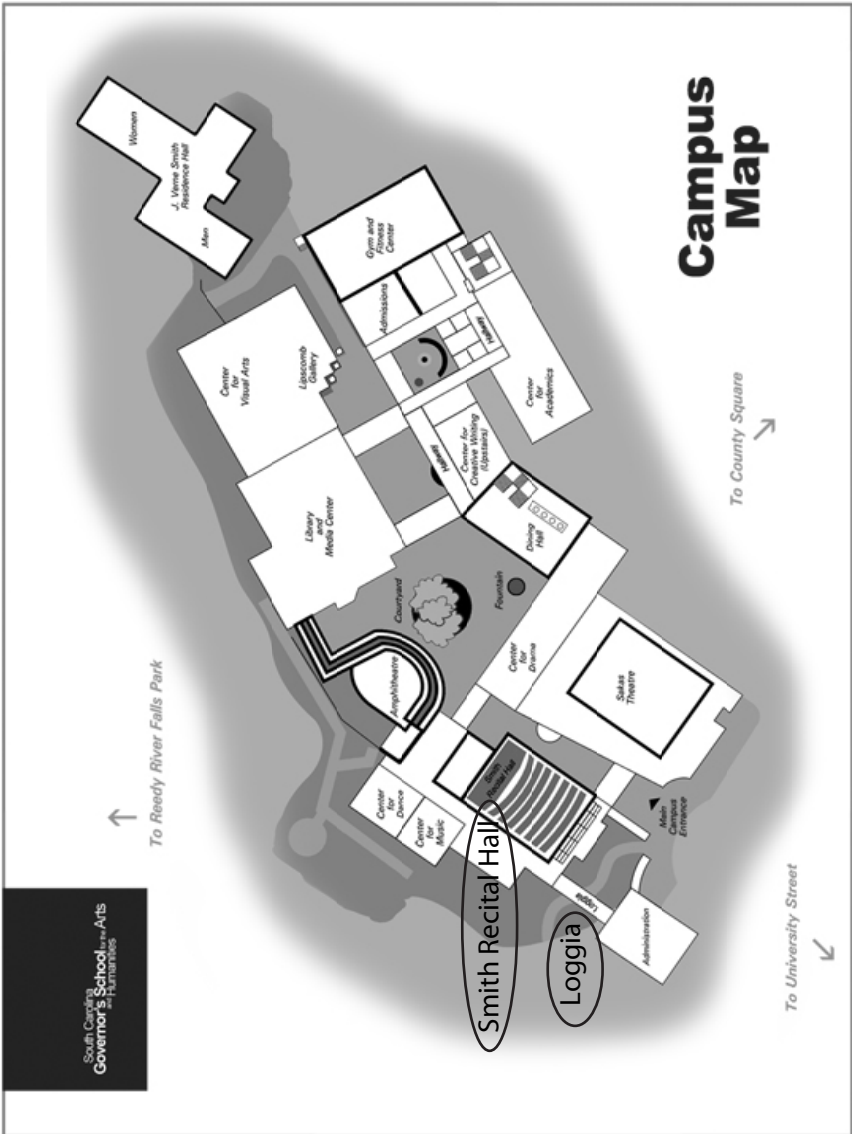 Campus
Map
South Carolina
Governor's School for the Arts
and Humanities
To Reedy River Falls Park
To County Square
To University Street
Women
J. Verne Smith
Residence Hall
Men
Gym and
Fitness
Center
Admissions
Center
for
Visual Arts
Lipscomb
Gallery
Hallway
Center
for
Academics
Hallway
Center for
Creative Writing
(Upstairs)
Library
and
Media Center
Dining
Hall
Courtyard
Fountain
Amphitheatre
Center
for
Drama
Sakas
Theatre
Smith
Recital Hall
Center
for
Dance
Center
for
Music
Main
Campus
Entrance
Loggia
Administration
Smith Recital Hall
Loggia